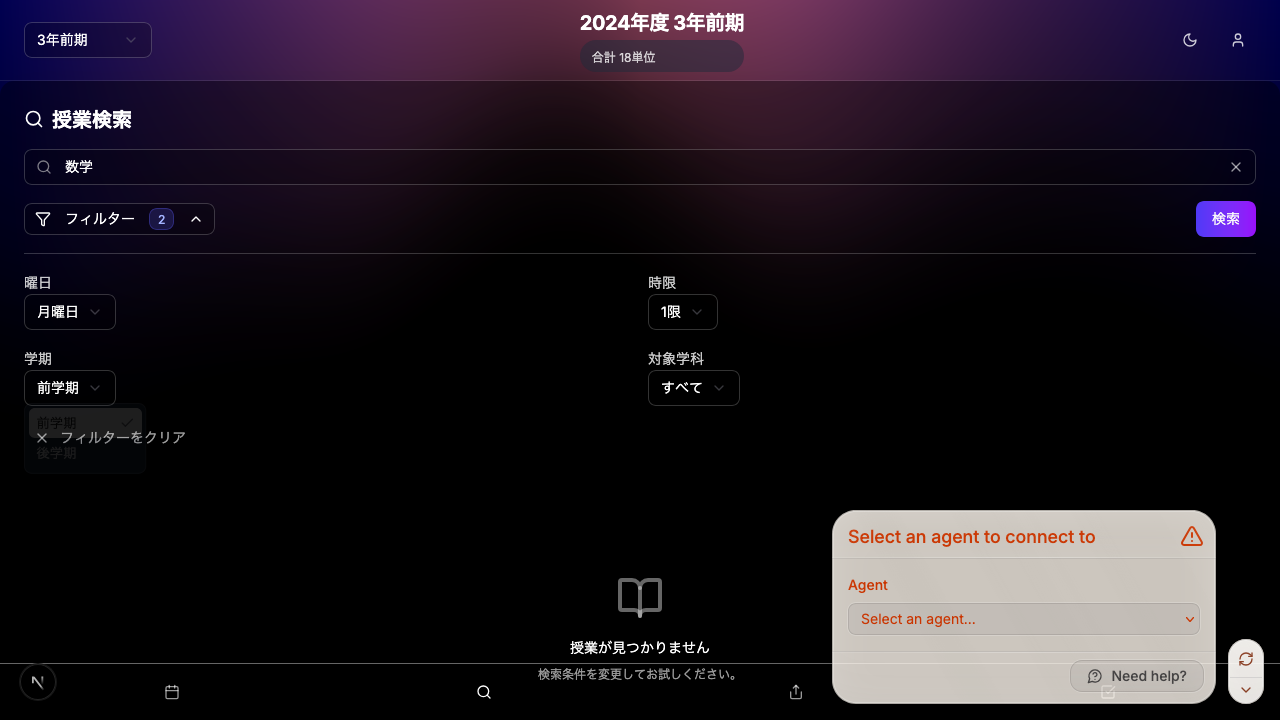 3年前期
2024年度 3年前期
合計 18単位
授業検索
数学
フィルター 2
検索
曜日
時限
月曜日
1限
学期
対象学科
前学期
すべて
前学期
フィルターをクリア
後学期
Select an agent to connect to
Agent
Select an agent...
授業が見つかりません
検索条件を変更してお試しください。
Need help?
N